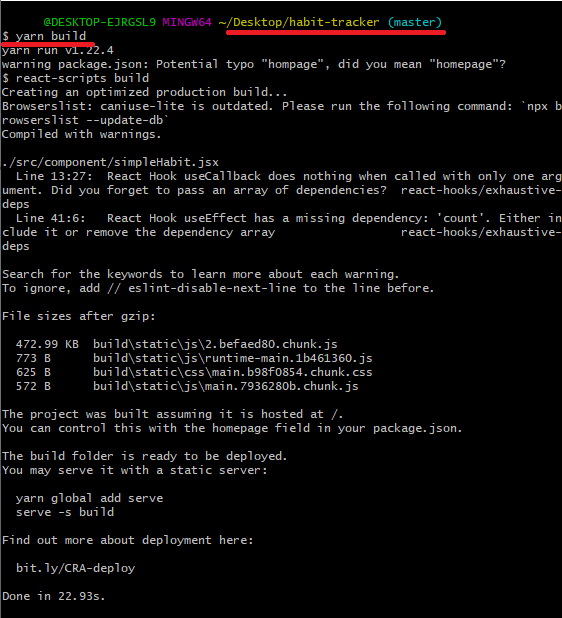 @DESKTOP-EJRGSL9 MINGW64 ~/Desktop/habit-tracker (master)
$ yarn build
yarn run v1.22.4
warning package.json: Potential typo "hompage", did you mean "homepage"?
$ react-scripts build
Creating an optimized production build...
Browserslist: caniuse-lite is outdated. Please run the following command: `npx b
rowserslist --update-db`
Compiled with warnings.
./src/component/simpleHabit.jsx
Line 13:27:  React Hook useCallback does nothing when called with only one arg
ument. Did you forget to pass an array of dependencies?  react-hooks/exhaustive-
deps
Line 41:6:   React Hook useEffect has a missing dependency: 'count'. Either in
clude it or remove the dependency array                  react-hooks/exhaustive-
deps
Search for the keywords to learn more about each warning.
To ignore, add // eslint-disable-next-line to the line before.
File sizes after gzip:
472.99 KB  build\static\js\2.befaed80.chunk.js
773 B      build\static\js\runtime-main.1b461360.js
625 B      build\static\css\main.b98f0854.chunk.css
572 B      build\static\js\main.7936280b.chunk.js
The project was built assuming it is hosted at /.
You can control this with the homepage field in your package.json.
The build folder is ready to be deployed.
You may serve it with a static server:
yarn global add serve
serve -s build
Find out more about deployment here:
bit.ly/CRA-deploy
Done in 22.93s.